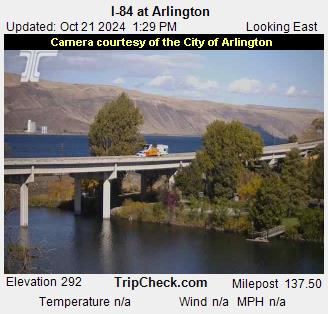 I-84 at Arlington
Updated: Oct 21 2024 1:29 PM Looking East
Camera courtesy of the City of Arlington
Elevation 292 TripCheck.com Milepost 137.50
Temperature n/a Wind n/a MPH n/a